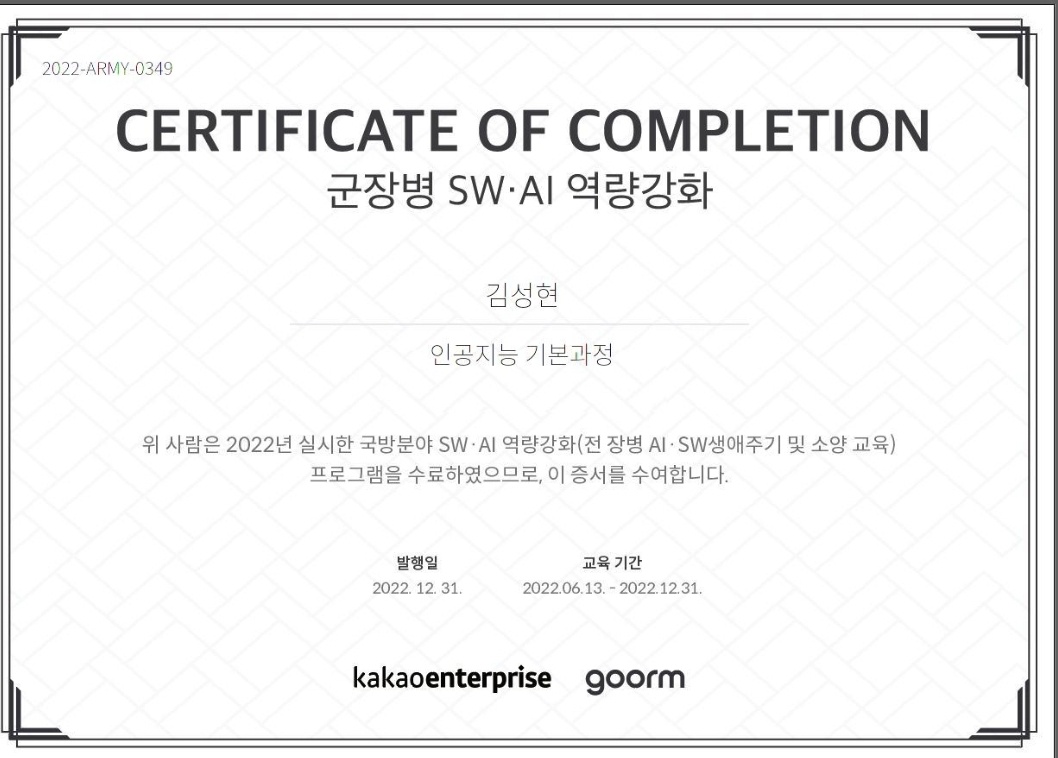 2022-ARMY-0349
CERTIFICATE OF COMPLETION
군장병 SW·AI 역량강화
김성현
인공지능 기본과정
위 사람은 2022년 실시한 국방분야 SW·AI 역량강화(전 장병 AI·SW생애주기 및 소양 교육)
프로그램을 수료하였으므로, 이 증서를 수여합니다.
발행일 교육 기간
2022. 12. 31. 2022.06.13. - 2022.12.31.
kakaoenterprise goorm